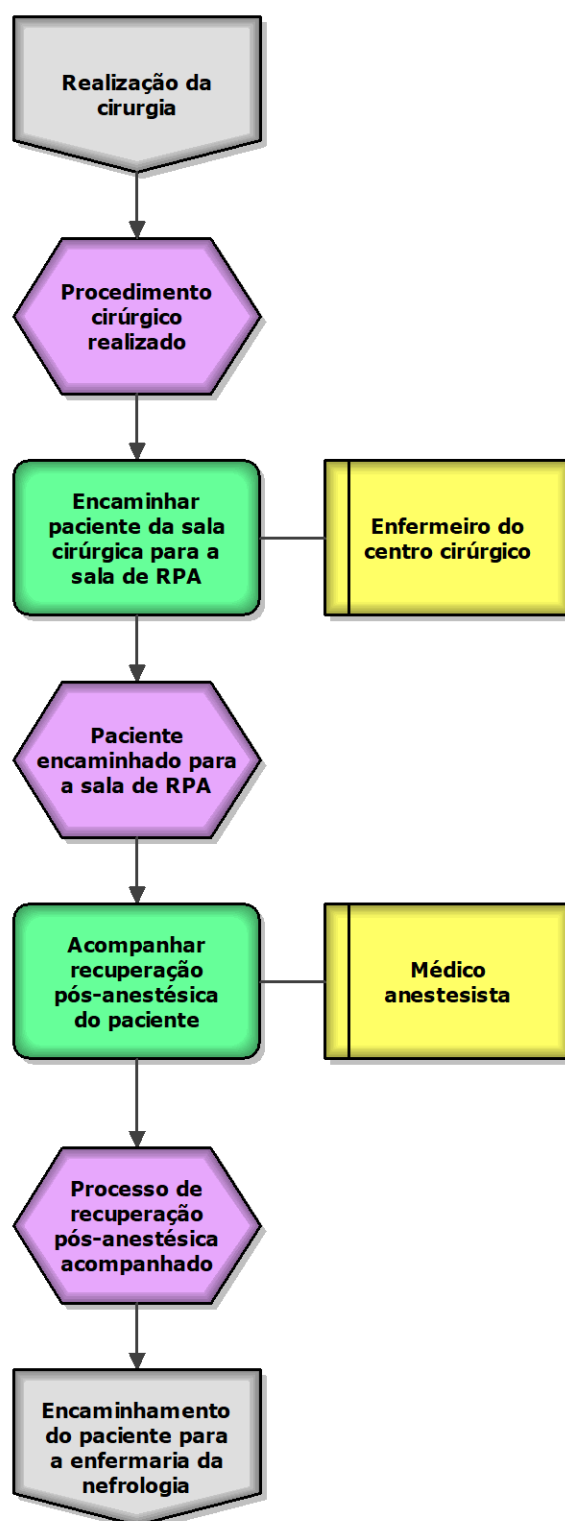 Realização da
cirurgia
Procedimento
cirúrgico
realizado
Encaminhar
paciente da sala
cirúrgica para a
sala de RPA
Enfermeiro do
centro cirúrgico
Paciente
encaminhado para
a sala de RPA
Acompanhar
recuperação
pós-anestésica
do paciente
Médico
anestesista
Processo de
recuperação
pós-anestésica
acompanhado
Encaminhamento
do paciente para
a enfermaria da
nefrologia